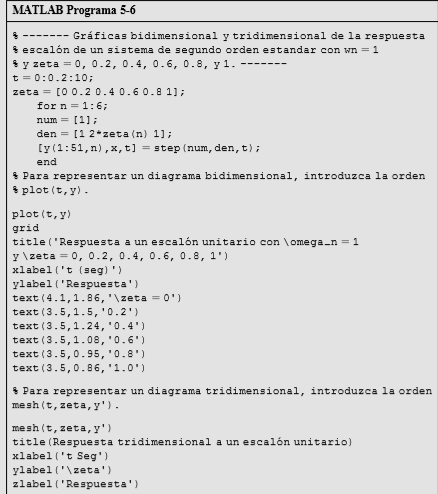 MATLAB Programa 5-6
% ------- Gráficas bidimensional y tridimensional de la respuesta
% escalón de un sistema de segundo orden estandar con wn = 1
% y zeta = 0, 0.2, 0.4, 0.6, 0.8, y 1. -------
t = 0:0.2:10;
zeta = [0 0.2 0.4 0.6 0.8 1];
for n = 1:6;
num = [1];
den = [1 2*zeta(n) 1];
[y(1:51,n),x,t] = step(num,den,t);
end
% Para representar un diagrama bidimensional, introduzca la orden
% plot(t,y).
plot(t,y)
grid
title('Respuesta a un escalón unitario con \omega_n = 1
y \zeta = 0, 0.2, 0.4, 0.6, 0.8, 1')
xlabel('t (seg)')
ylabel('Respuesta')
text(4.1,1.86,'\zeta = 0')
text(3.5,1.5,'0.2')
text(3.5,1.24,'0.4')
text(3.5,1.08,'0.6')
text(3.5,0.95,'0.8')
text(3.5,0.86,'1.0')
% Para representar un diagrama tridimensional, introduzca la orden
mesh(t,zeta,y').
mesh(t,zeta,y')
title(Respuesta tridimensional a un escalón unitario)
xlabel('t Seg')
ylabel('\zeta')
zlabel('Respuesta')